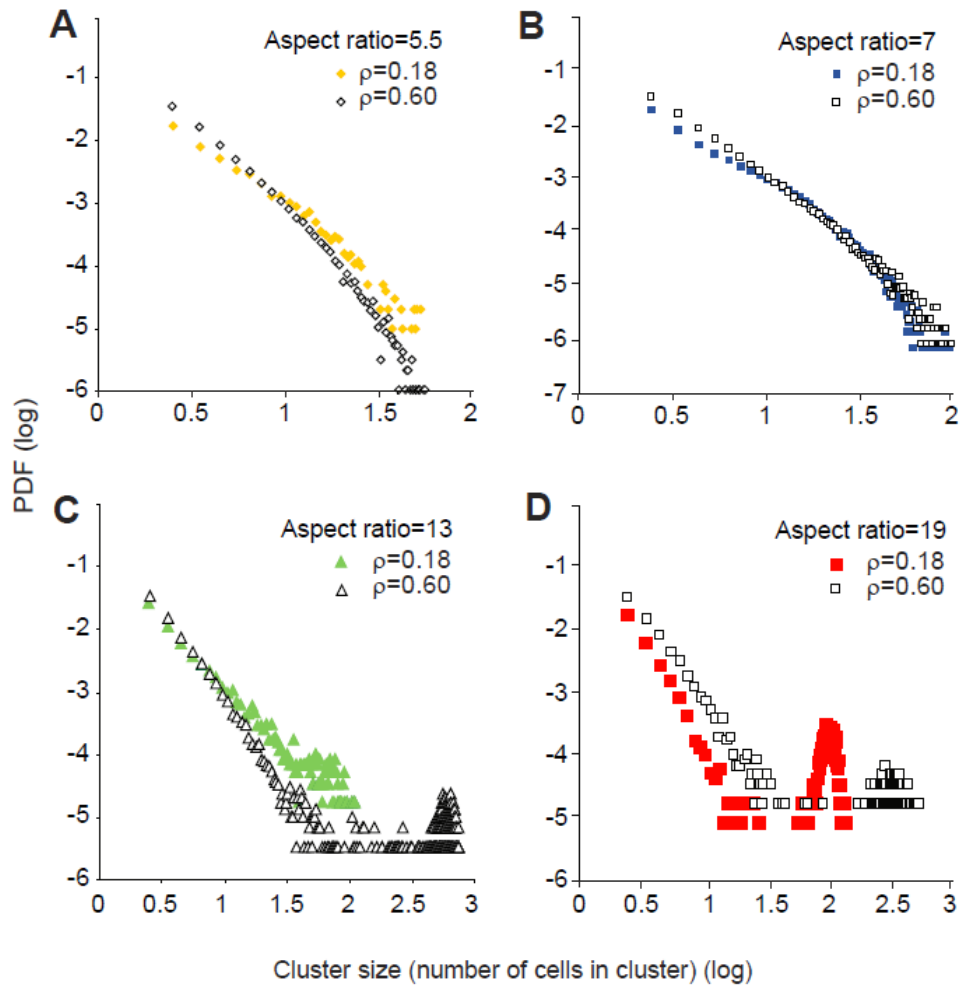 A
Aspect ratio=5.5
ρ=0.18
ρ=0.60
-1
-2
-3
-4
-5
-6
0
0.5
1
1.5
2
B
Aspect ratio=7
ρ=0.18
ρ=0.60
-1
-2
-3
-4
-5
-6
-7
0
0.5
1
1.5
2
PDF (log)
C
Aspect ratio=13
ρ=0.18
ρ=0.60
-1
-2
-3
-4
-5
-6
0
0.5
1
1.5
2
2.5
3
D
Aspect ratio=19
ρ=0.18
ρ=0.60
-1
-2
-3
-4
-5
-6
0
0.5
1
1.5
2
2.5
3
Cluster size (number of cells in cluster) (log)